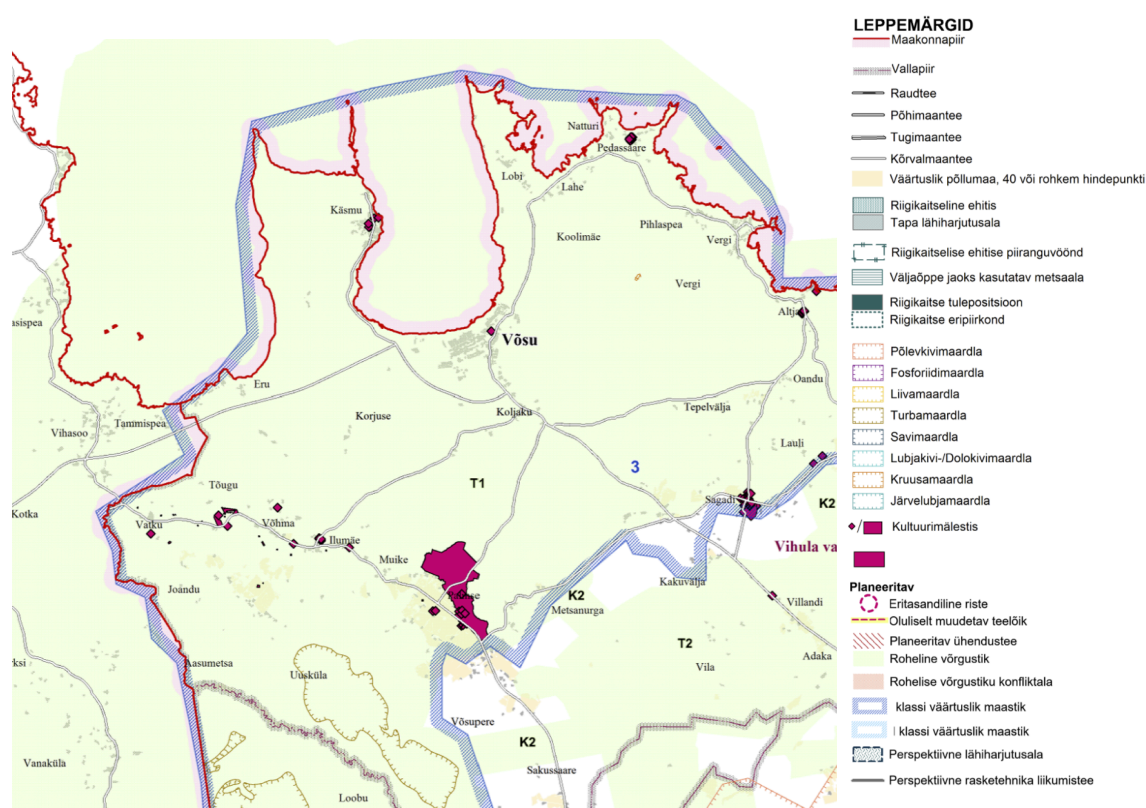 LEPPEMÄRGID
Maakonnapiir
Vallapiir
Raudtee
Põhimaantee
Tugimaantee
Kõrvalmaantee
Väärtuslik põllumaa, 40 või rohkem hindepunkti
Riigikaitseline ehitis
Tapa lähiharjutusala
Riigikaitselise ehitise piiranguvöönd
Väljaõppe jaoks kasutatav metsaala
Riigikaitse tulepositsioon
Riigikaitse eripiirkond
Põlevkivimaardla
Fosforiidimaardla
Liivamaardla
Turbamaardla
Savimaardla
Lubjakivi-/Dolokivimaardla
Kruusamaardla
Järvelubjamaardla
Kultuurimälestis
Planeeritav
Eritasandiline riste
Oluliselt muudetav teelõik
Planeeritav ühendustee
Roheline võrgustik
Rohelise võrgustiku konfliktala
klassi väärtuslik maastik
I klassi väärtuslik maastik
Perspektiivne lähiharjutusala
Perspektiivne rasketehnika liikumistee
Natturi
Pedassaare
Lobi
Lahe
Käsmu
Koolimäe
Pihlaspea
Vergi
Vergi
Altja
asispea
Võsu
Eru
Oandu
Koljaku
Tepelvälja
Korjuse
Tammispea
Vihasoo
Lauli
3
T1
Tõugu
Sagadi
K2
Kotka
Vatku
Võhma
Ilumäe
Vihula va
Muike
Joandu
Kakuvälja
K2
Metsanurga
Villandi
T2
Adaka
Vila
Aasumetsa
Uusküla
Võsupere
K2
Vanaküla
Sakussaare
Loobu